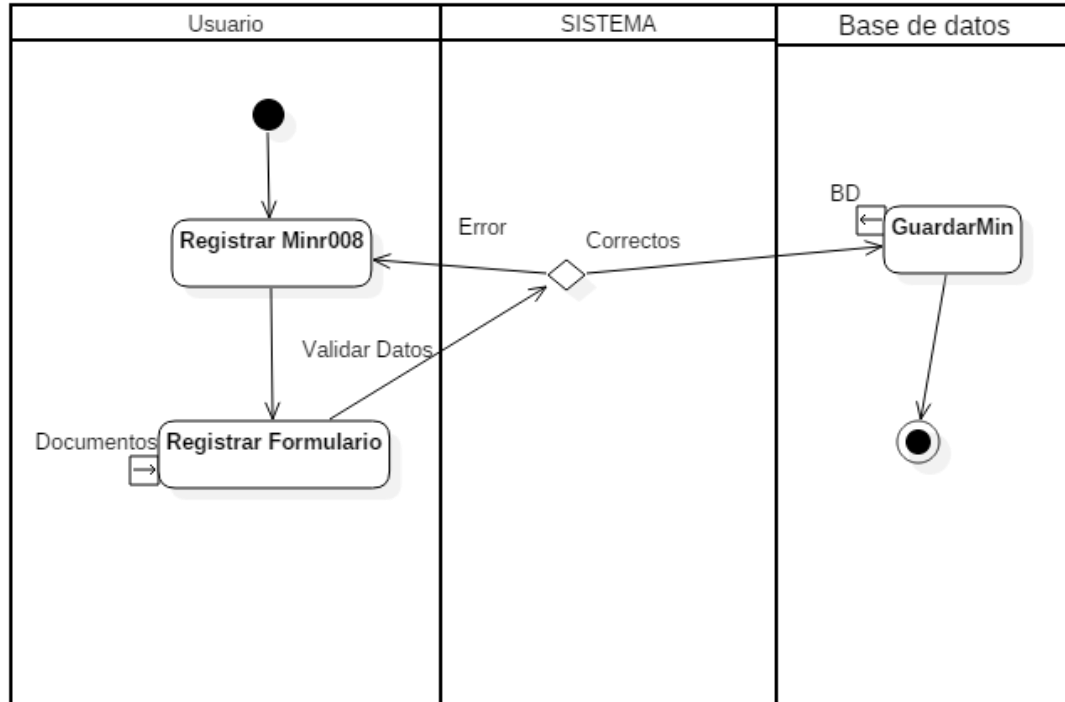 Usuario
SISTEMA
Base de datos
BD
Registrar Minr008
Error
Correctos
GuardarMin
Validar Datos
Documentos
Registrar Formulario